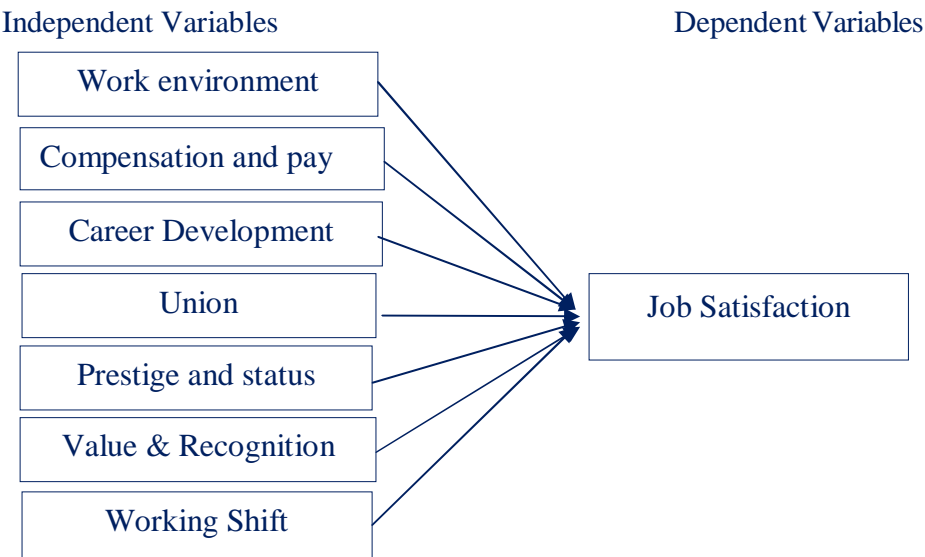 Independent Variables
Dependent Variables
Work environment
Compensation and pay
Career Development
Union
Job Satisfaction
Prestige and status
Value & Recognition
Working Shift